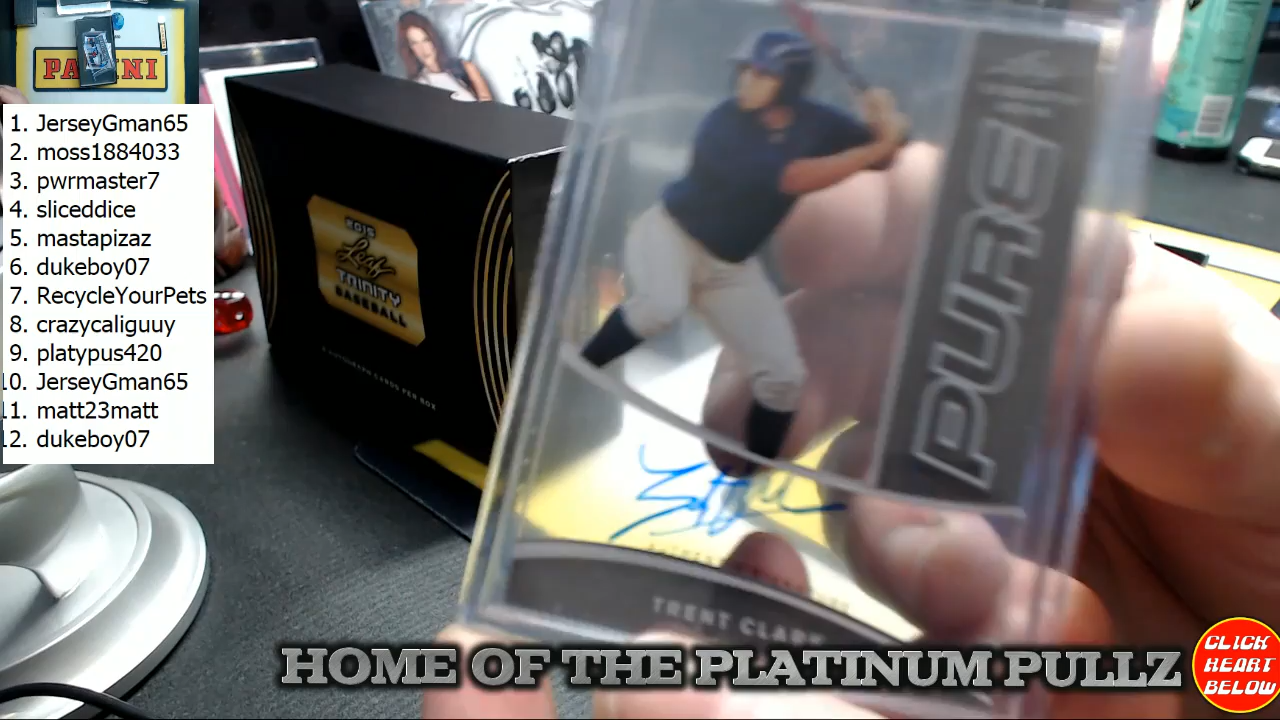 PANINI
1. JerseyGman65
2. moss1884033
3. pwrmaster7
4. sliceddice
5. mastapizaz
6. dukeboy07
7. RecycleYourPets
8. crazycaliguuy
9. platypus420
10. JerseyGman65
11. matt23matt
12. dukeboy07
2015
Leaf
TRINITY
BASEBALL
PURE
TRENT CLARK
HOME OF THE PLATINUM PULLZ
CLICK
HEART
BELOW